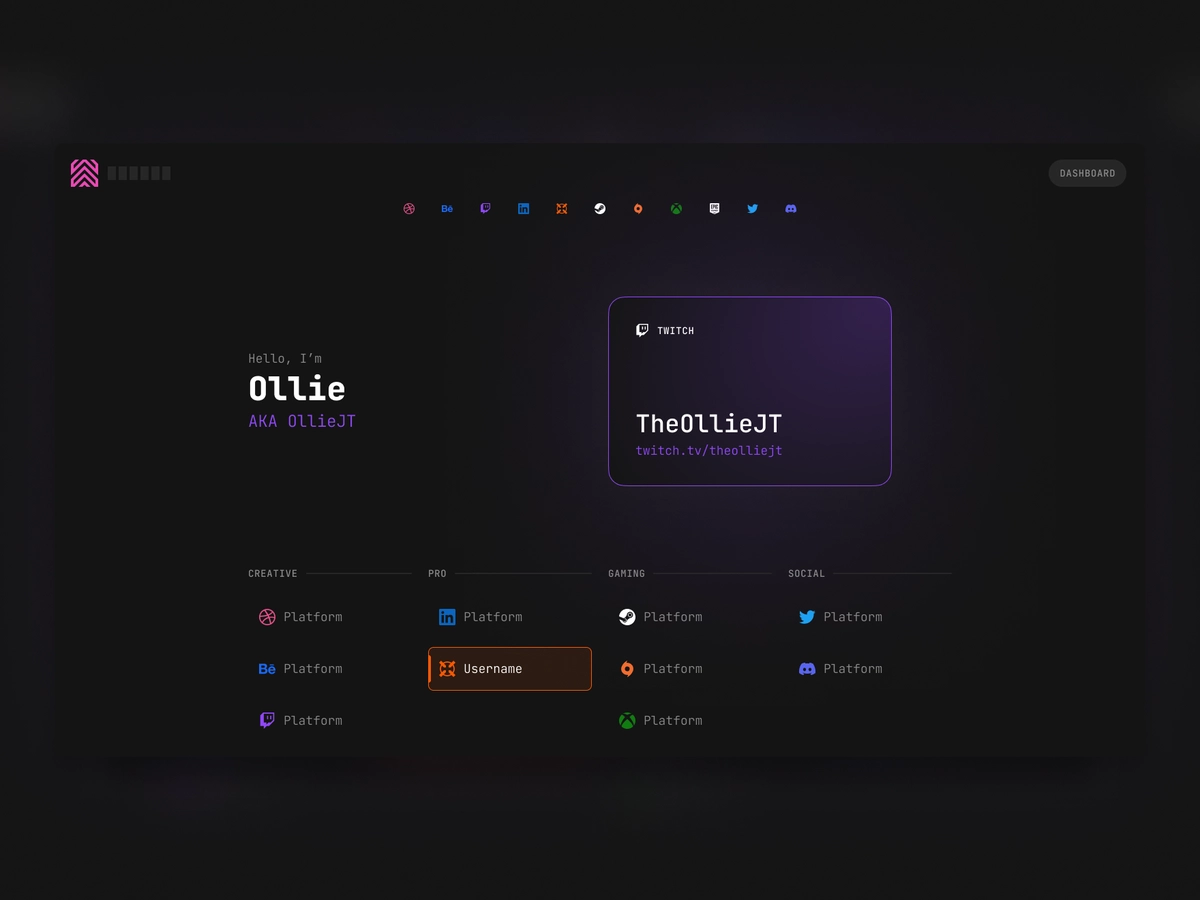 DASHBOARD
Bē
Hello, I’m
Ollie
AKA OllieJT
TWITCH
TheOllieJT
twitch.tv/theolliejt
CREATIVE
PRO
GAMING
SOCIAL
Platform
Platform
Platform
Platform
Bē Platform
Username
Platform
Platform
Platform
Platform